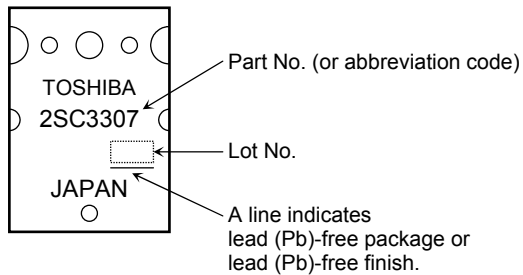 TOSHIBA
2SC3307
JAPAN
Part No. (or abbreviation code)
Lot No.
A line indicates
lead (Pb)-free package or
lead (Pb)-free finish.